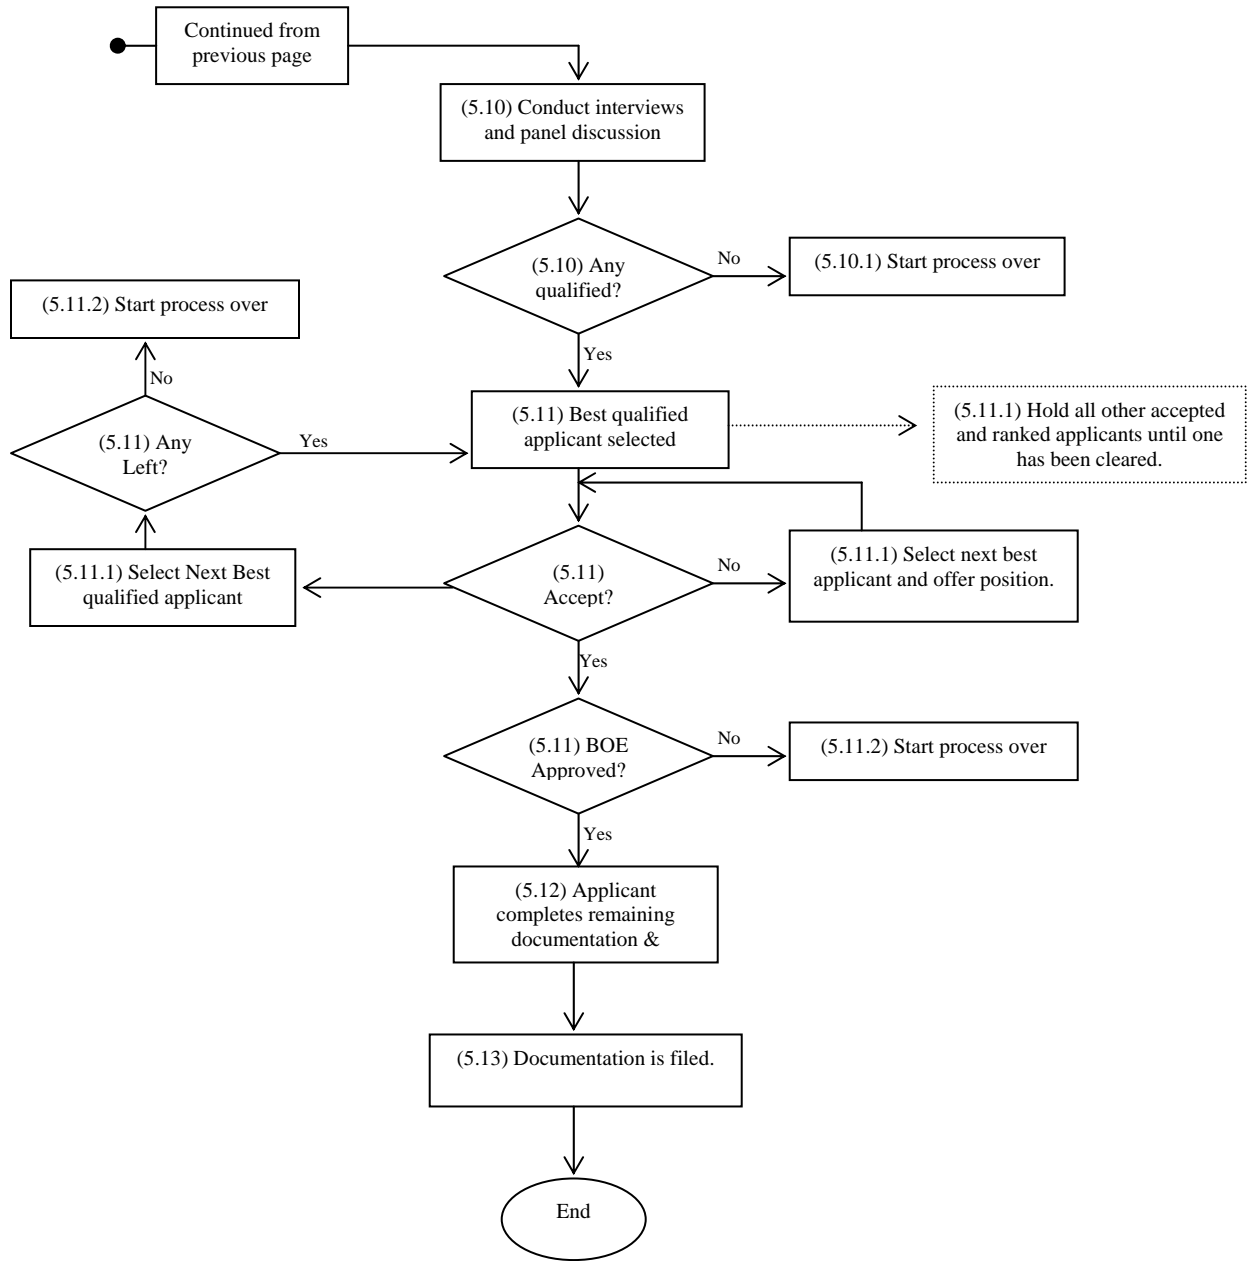 Continued from
previous page
(5.10) Conduct interviews
and panel discussion
(5.10) Any
qualified?
No
(5.10.1) Start process over
(5.11.2) Start process over
Yes
No
(5.11) Best qualified
applicant selected
(5.11.1) Hold all other accepted
and ranked applicants until one
has been cleared.
(5.11) Any
Left?
Yes
(5.11.1) Select Next Best
qualified applicant
(5.11)
Accept?
No
(5.11.1) Select next best
applicant and offer position.
Yes
(5.11) BOE
Approved?
No
(5.11.2) Start process over
Yes
(5.12) Applicant
completes remaining
documentation &
(5.13) Documentation is filed.
End